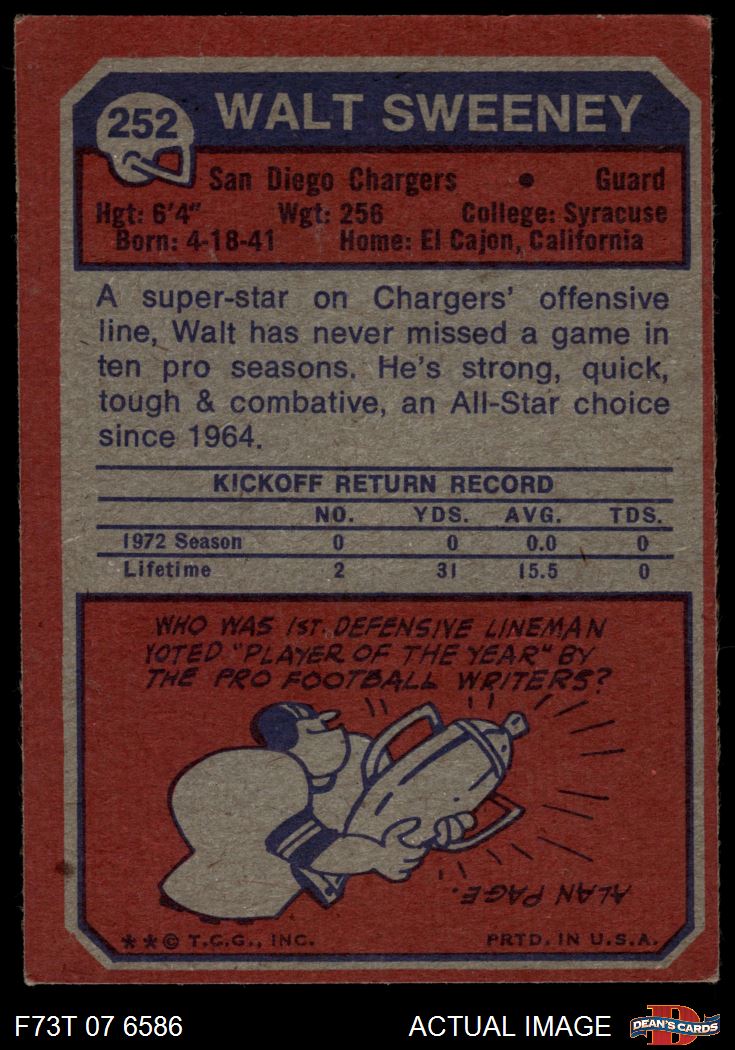 252 WALT SWEENEY
San Diego Chargers • Guard
Hgt: 6'4" Wgt: 256 College: Syracuse
Born: 4-18-41 Home: El Cajon, California
A super-star on Chargers' offensive
line, Walt has never missed a game in
ten pro seasons. He's strong, quick,
tough & combative, an All-Star choice
since 1964.
KICKOFF RETURN RECORD
NO. YDS. AVG. TDS.
1972 Season 0 0 0.0 0
Lifetime 2 31 15.5 0
WHO WAS 1ST. DEFENSIVE LINEMAN
VOTED "PLAYER OF THE YEAR" BY
THE PRO FOOTBALL WRITERS?
ALAN PAGE.
**© T.C.G., INC. PRTD. IN U.S.A.
F73T 07 6586 ACTUAL IMAGE D DEAN'S CARDS